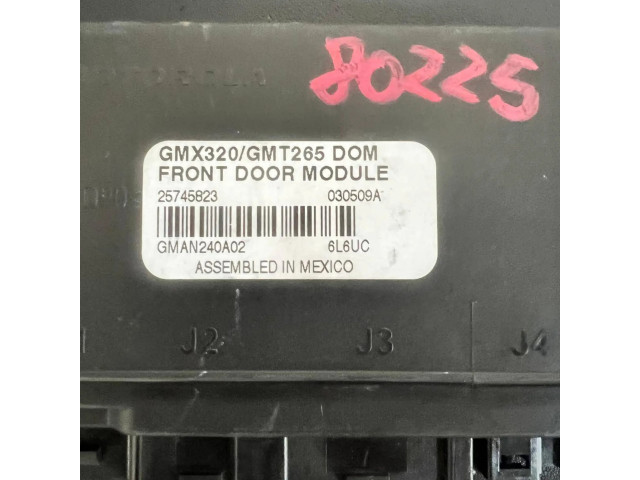 80225
GMX320/GMT265 DOM
FRONT DOOR MODULE
25745823 030509A
GMAN240A02 6L6UC
ASSEMBLED IN MEXICO
J2 J3 J4